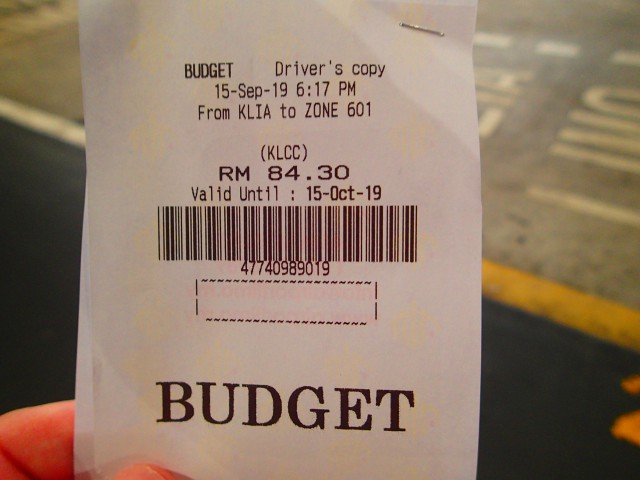 BUDGET Driver's copy
15-Sep-19 6:17 PM
From KLIA to ZONE 601
(KLCC)
RM 84.30
Valid Until : 15-Oct-19
47740989019
BUDGET